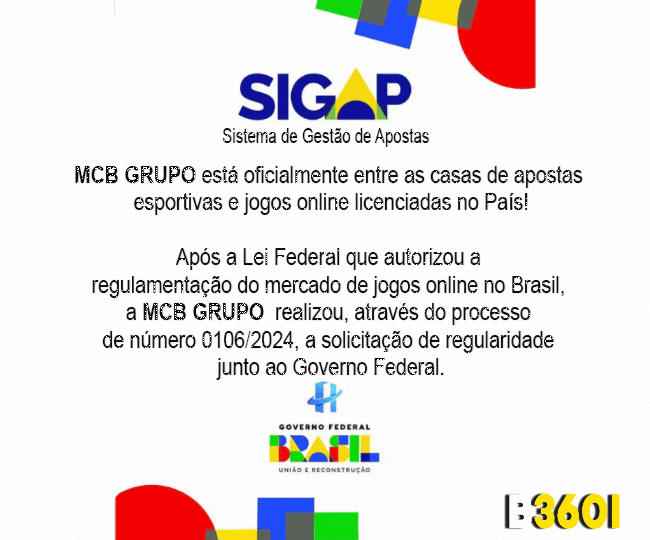 SIGAP
Sistema de Gestão de Apostas
MCB GRUPO está oficialmente entre as casas de apostas
esportivas e jogos online licenciadas no País!
Após a Lei Federal que autorizou a
regulamentação do mercado de jogos online no Brasil,
a MCB GRUPO realizou, através do processo
de número 0106/2024, a solicitação de regularidade
junto ao Governo Federal.
GOVERNO FEDERAL
BRASIL
UNIÃO E RECONSTRUÇÃO